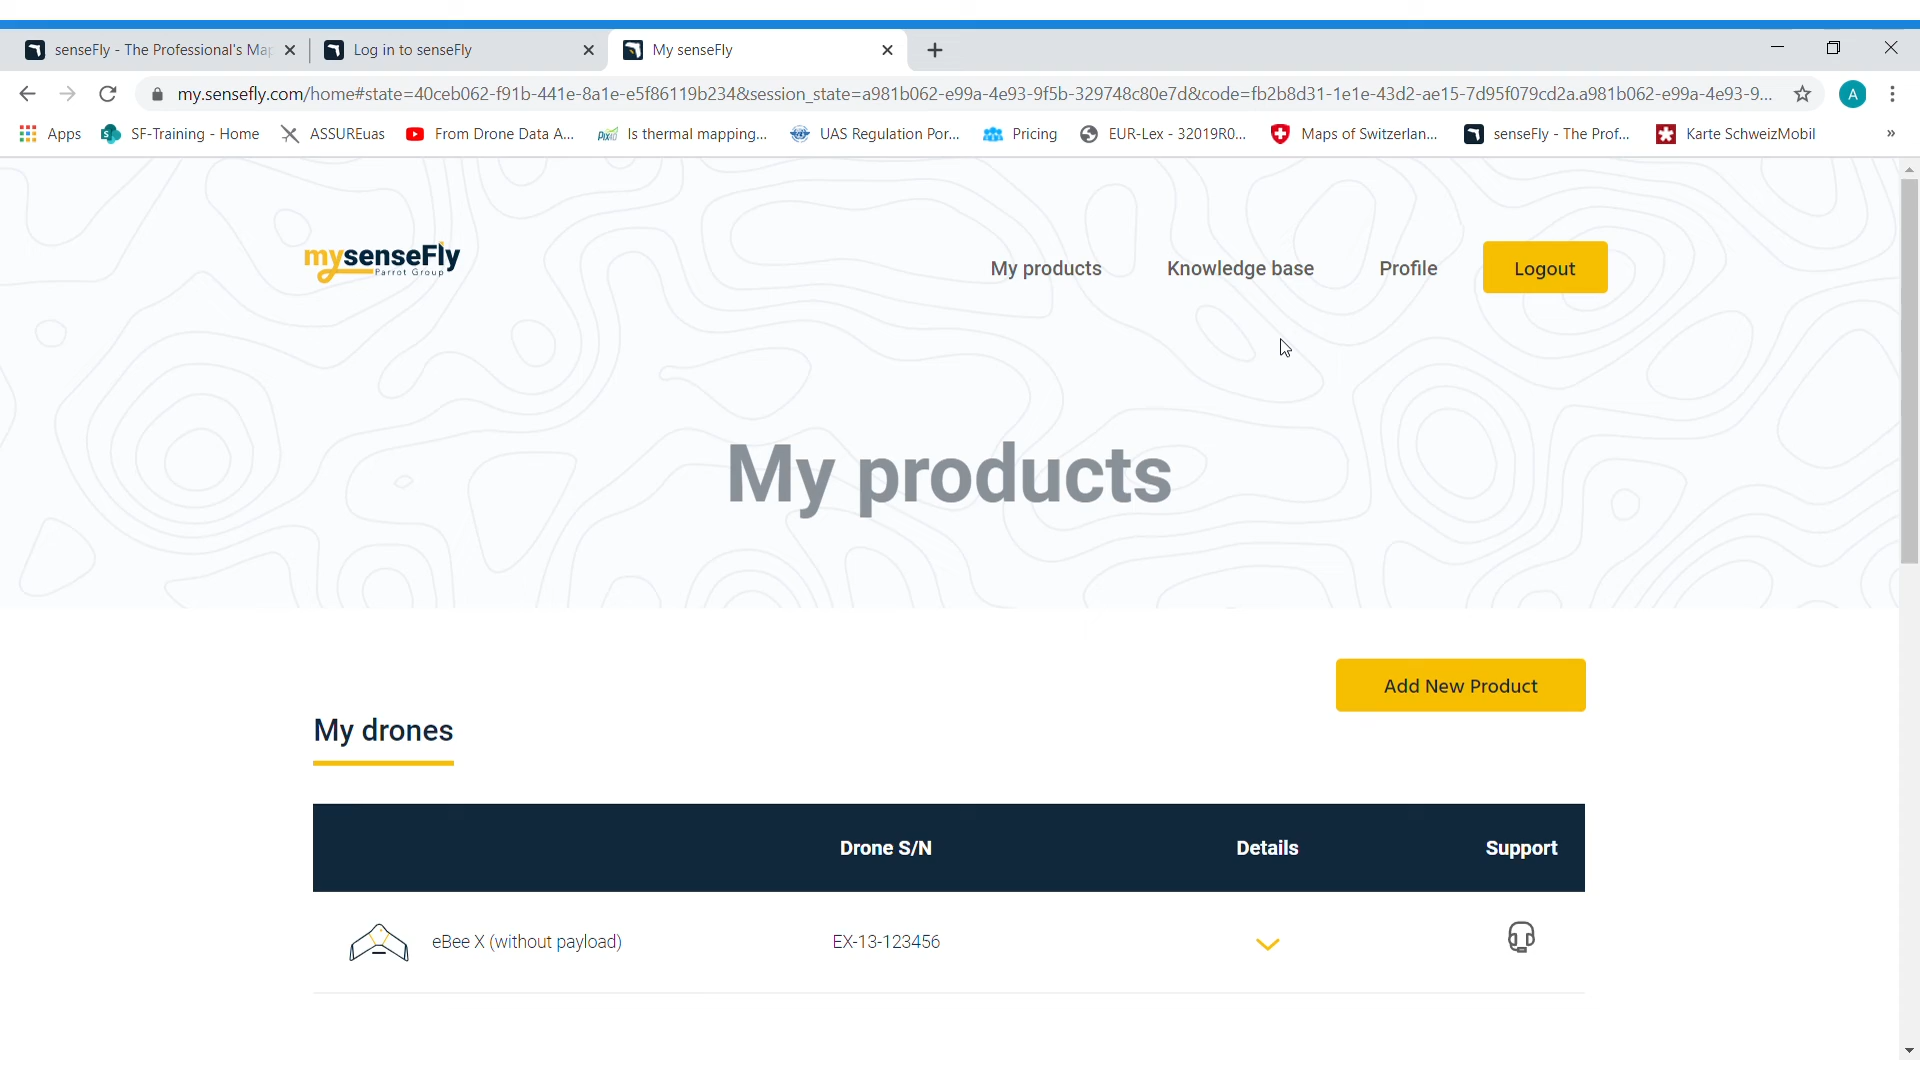 senseFly - The Professional's Map
Log in to senseFly
My senseFly
my.sensefly.com/home#state=40ceb062-f91b-441e-8a1e-e5f86119b234&session_state=a981b062-e99a-4e93-9f5b-329748c80e7d&code=fb2b8d31-1e1e-43d2-ae15-7d95f079cd2a.a981b062-e99a-4e93-9...
A
Apps
SF-Training - Home
ASSUREuas
From Drone Data A...
Is thermal mapping...
UAS Regulation Por...
Pricing
EUR-Lex - 32019R0...
Maps of Switzerlan...
senseFly - The Prof...
Karte SchweizMobil
»
mysenseFly
Parrot Group
My products
Knowledge base
Profile
Logout
My products
Add New Product
My drones
Drone S/N
Details
Support
eBee X (without payload)
EX-13-123456